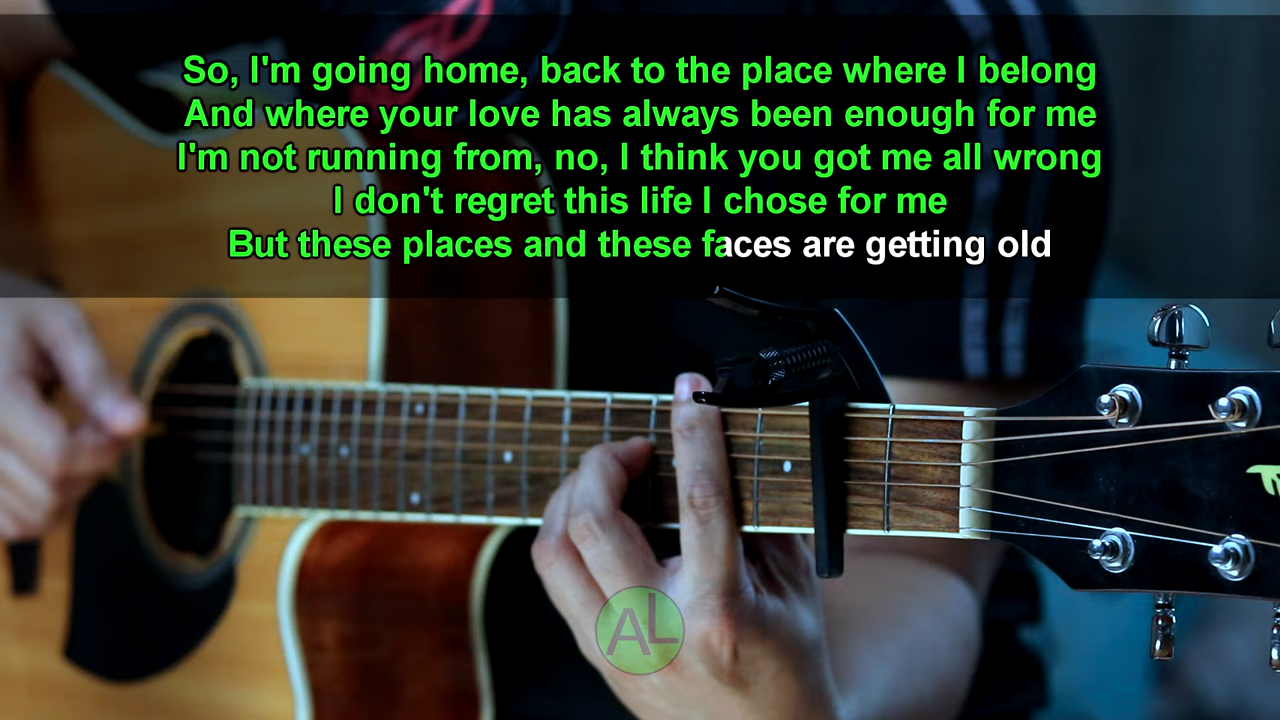 So, I'm going home, back to the place where I belong
And where your love has always been enough for me
I'm not running from, no, I think you got me all wrong
I don't regret this life I chose for me
But these places and these faces are getting old
AL